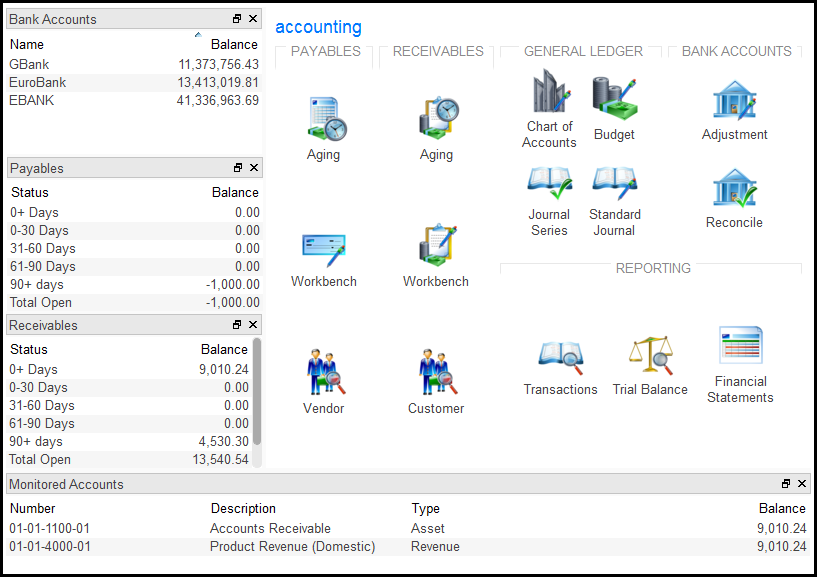 Bank Accounts
Name Balance
GBank 11,373,756.43
EuroBank 13,413,019.81
EBANK 41,336,963.69
Payables
Status Balance
0+ Days 0.00
0-30 Days 0.00
31-60 Days 0.00
61-90 Days 0.00
90+ days -1,000.00
Total Open -1,000.00
Receivables
Status Balance
0+ Days 9,010.24
0-30 Days 0.00
31-60 Days 0.00
61-90 Days 0.00
90+ days 4,530.30
Total Open 13,540.54
accounting
PAYABLES
Aging
Workbench
Vendor
RECEIVABLES
Aging
Workbench
Customer
GENERAL LEDGER
Chart of
Accounts
Budget
Journal
Series
Standard
Journal
BANK ACCOUNTS
Adjustment
Reconcile
REPORTING
Transactions
Trial Balance
Financial
Statements
Monitored Accounts
Number Description Type Balance
01-01-1100-01 Accounts Receivable Asset 9,010.24
01-01-4000-01 Product Revenue (Domestic) Revenue 9,010.24